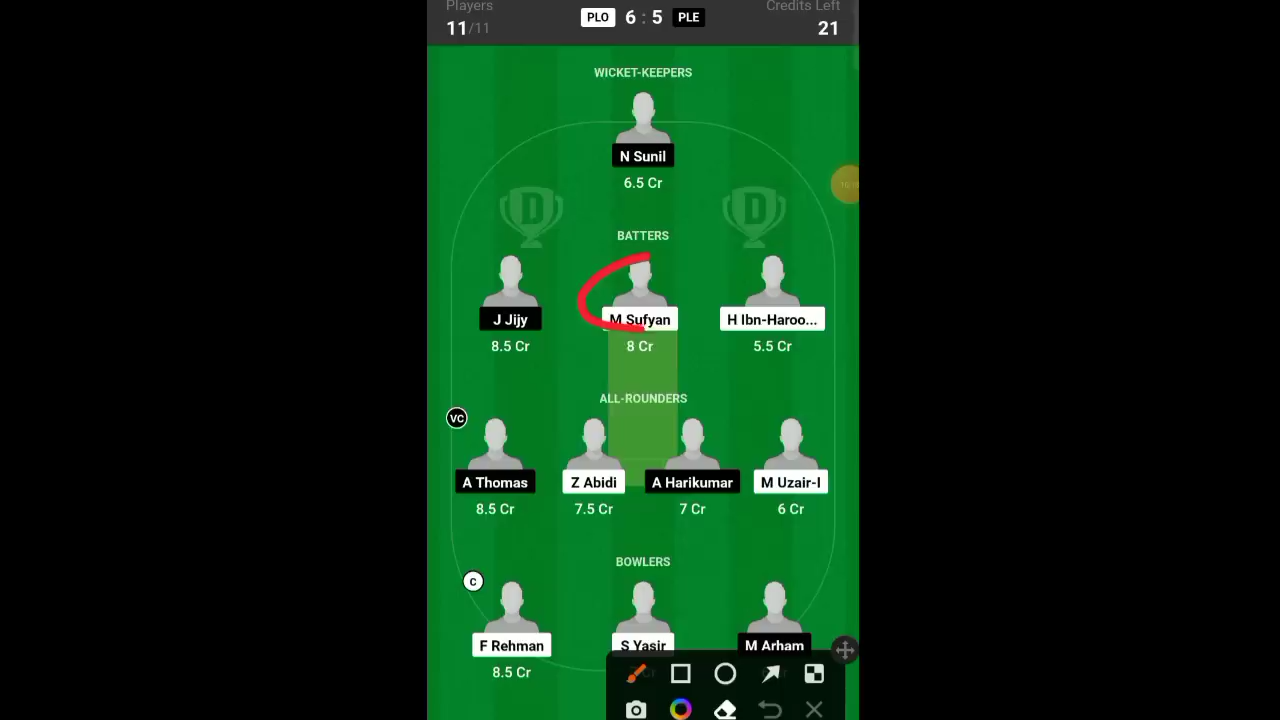 Players
Credits Left
PLO 6 : 5 PLE
11/11
21
WICKET-KEEPERS
N Sunil
6.5 Cr
BATTERS
J Jijy
M Sufyan
H Ibn-Haroo...
8.5 Cr
8 Cr
5.5 Cr
ALL-ROUNDERS
VC
A Thomas
Z Abidi
A Harikumar
M Uzair-I
8.5 Cr
7.5 Cr
7 Cr
6 Cr
BOWLERS
C
F Rehman
S Yasir
M Arham
8.5 Cr